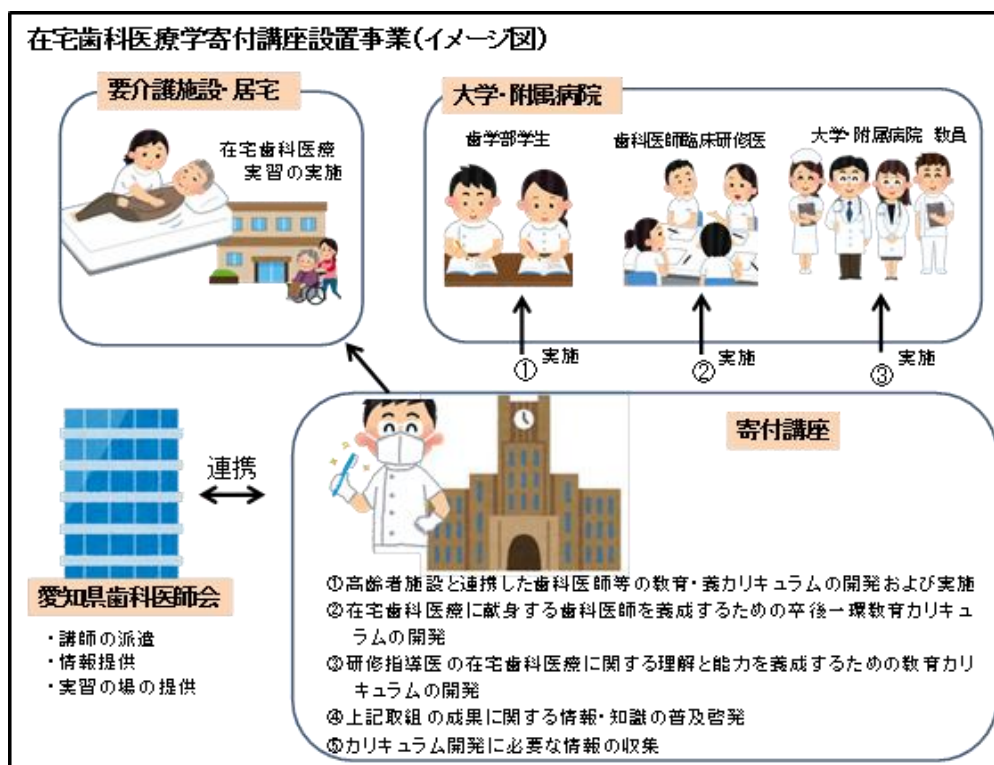 在宅歯科医療学寄付講座設置事業(イメージ図)
要介護施設・居宅
在宅歯科医療
実習の実施
大学・附属病院
歯学部学生
歯科医師臨床研修医
大学・附属病院 教員
① 実施
② 実施
③ 実施
連携
愛知県歯科医師会
・講師の派遣
・情報提供
・実習の場の提供
寄付講座
①高齢者施設と連携した歯科医師等の教育・養カリキュラムの開発および実施
②在宅歯科医療に献身する歯科医師を養成するための卒後一環教育カリキュ
ラムの開発
③研修指導医の在宅歯科医療に関する理解と能力を養成するための教育カリ
キュラムの開発
④上記取組の成果に関する情報・知識の普及啓発
⑤カリキュラム開発に必要な情報の収集